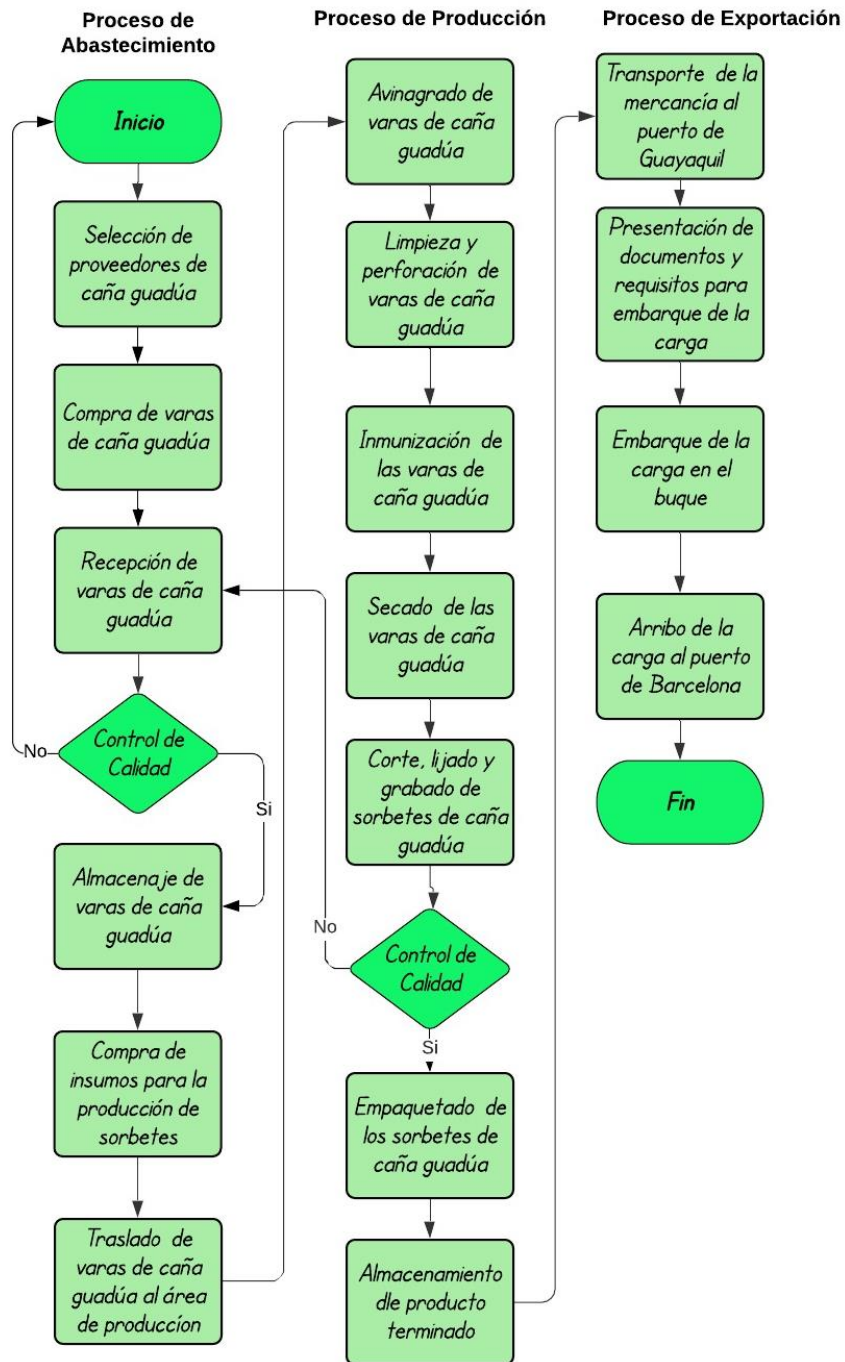 Proceso de
Abastecimiento
Inicio
Selección de
proveedores de
caña guadúa
Compra de varas
de caña guadúa
Recepción de
varas de caña
guadúa
Control de
Calidad
No
Si
Almacenaje de
varas de caña
guadúa
Compra de
insumos para la
producción de
sorbetes
Traslado de
varas de caña
guadúa al área
de produccíon
Proceso de Producción
Avinagrado de
varas de caña
guadúa
Limpieza y
perforación de
varas de caña
guadúa
Inmunización de
las varas de
caña guadúa
Secado de las
varas de caña
guadúa
Corte, lijado y
grabado de
sorbetes de caña
guadúa
No
Control de
Calidad
Si
Empaquetado de
los sorbetes de
caña guadúa
Almacenamiento
dle producto
terminado
Proceso de Exportación
Transporte de la
mercancía al
puerto de
Guayaquil
Presentación de
documentos y
requisitos para
embarque de la
carga
Embarque de la
carga en el
buque
Arribo de la
carga al puerto
de Barcelona
Fin